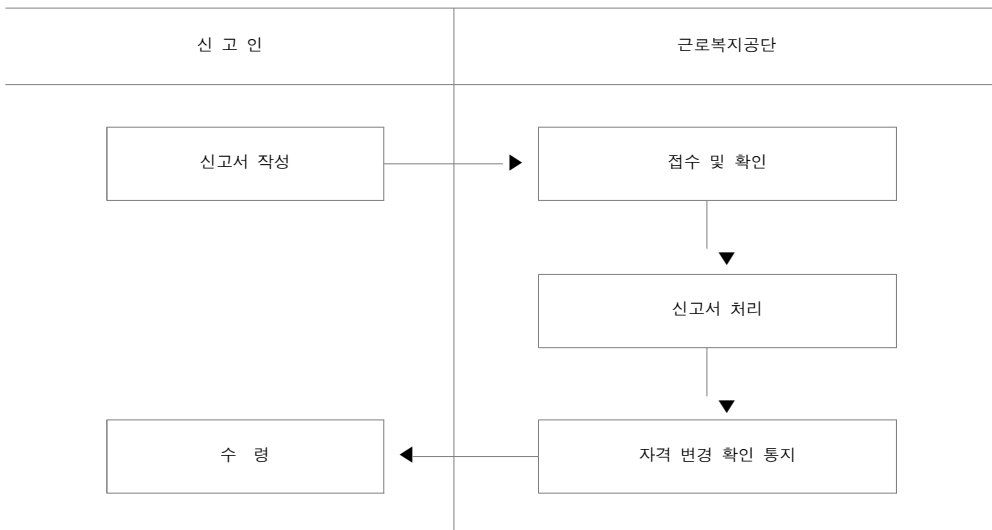 신 고 인
근로복지공단
신고서 작성
접수 및 확인
신고서 처리
수 령
자격 변경 확인 통지